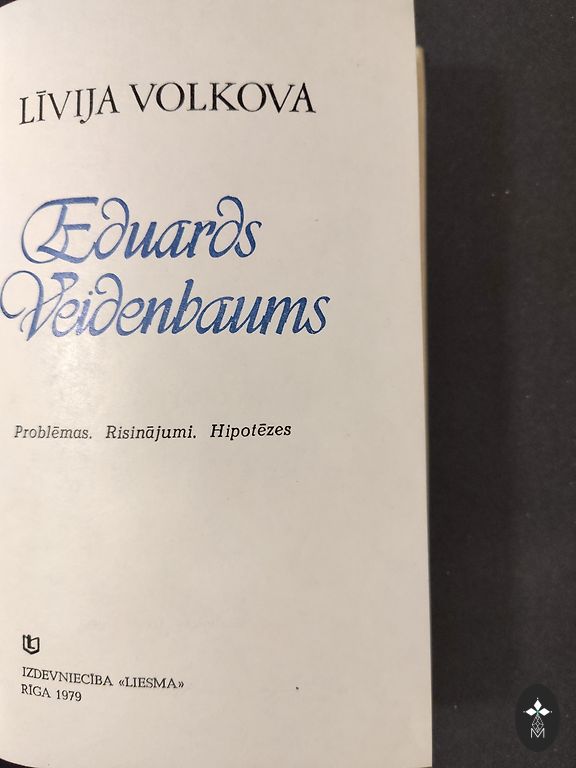 LĪVIJA VOLKOVA
Eduards
Veidenbaums
Problēmas. Risinājumi. Hipotēzes
IZDEVNIECĪBA «LIESMA»
RĪGA 1979
M